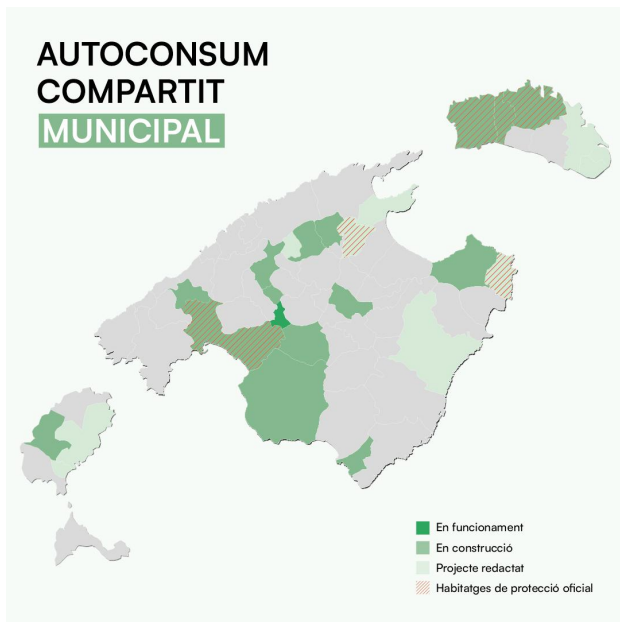 AUTOCONSUM
COMPARTIT
MUNICIPAL
En funcionament
En construcció
Projecte redactat
Habitatges de protecció oficial